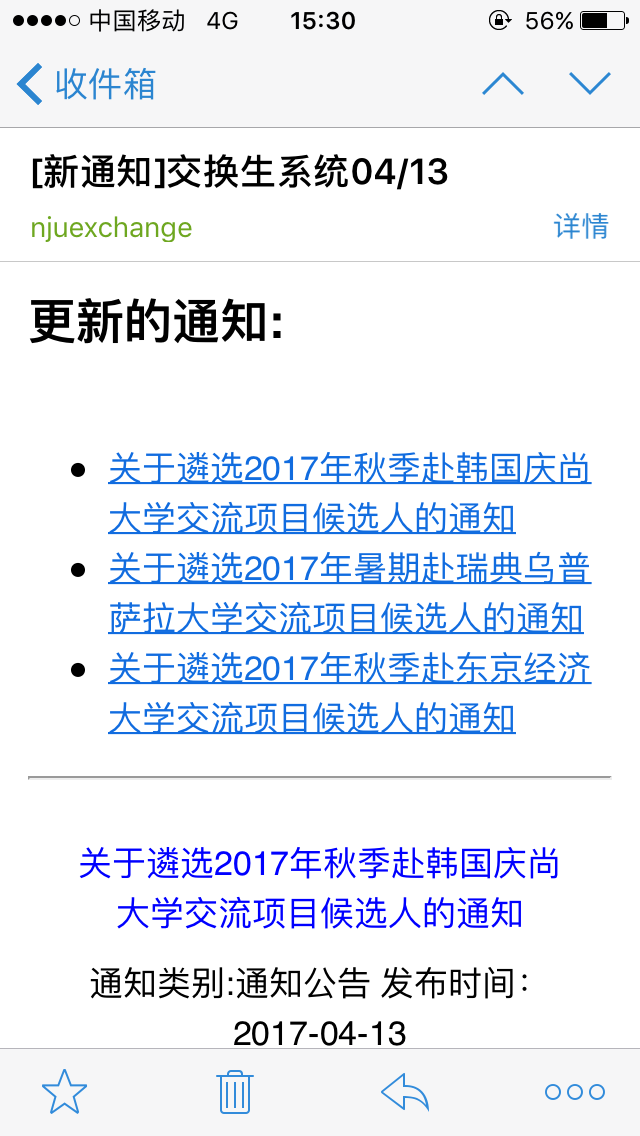 中国移动 4G 15:30 56%
收件箱
[新通知]交换生系统04/13
njuexchange 详情
更新的通知:
关于遴选2017年秋季赴韩国庆尚
大学交流项目候选人的通知
关于遴选2017年暑期赴瑞典乌普
萨拉大学交流项目候选人的通知
关于遴选2017年秋季赴东京经济
大学交流项目候选人的通知
关于遴选2017年秋季赴韩国庆尚
大学交流项目候选人的通知
通知类别:通知公告 发布时间：
2017-04-13